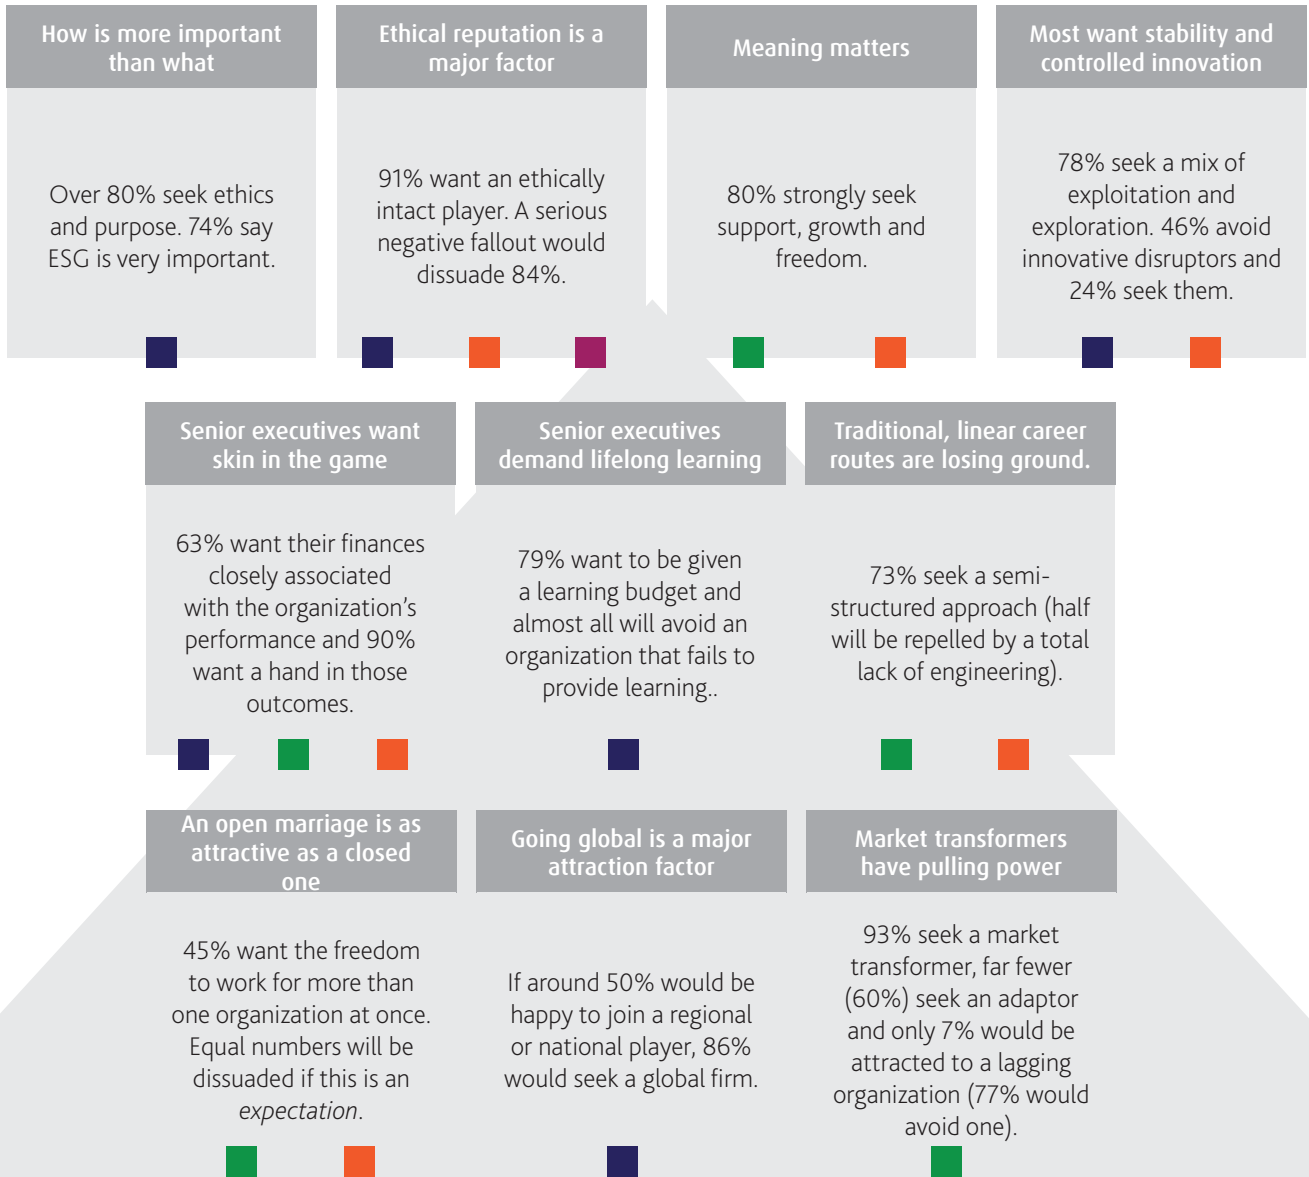 How is more important
than what
Over 80% seek ethics
and purpose. 74% say
ESG is very important.
Ethical reputation is a
major factor
91% want an ethically
intact player. A serious
negative fallout would
dissuade 84%.
Meaning matters
80% strongly seek
support, growth and
freedom.
Most want stability and
controlled innovation
78% seek a mix of
exploitation and
exploration. 46% avoid
innovative disruptors and
24% seek them.
Senior executives want
skin in the game
63% want their finances
closely associated
with the organization’s
performance and 90%
want a hand in those
outcomes.
Senior executives
demand lifelong learning
79% want to be given
a learning budget and
almost all will avoid an
organization that fails to
provide learning..
Traditional, linear career
routes are losing ground.
73% seek a semi-
structured approach (half
will be repelled by a total
lack of engineering).
An open marriage is as
attractive as a closed
one
45% want the freedom
to work for more than
one organization at once.
Equal numbers will be
dissuaded if this is an
expectation.
Going global is a major
attraction factor
If around 50% would be
happy to join a regional
or national player, 86%
would seek a global firm.
Market transformers
have pulling power
93% seek a market
transformer, far fewer
(60%) seek an adaptor
and only 7% would be
attracted to a lagging
organization (77% would
avoid one).